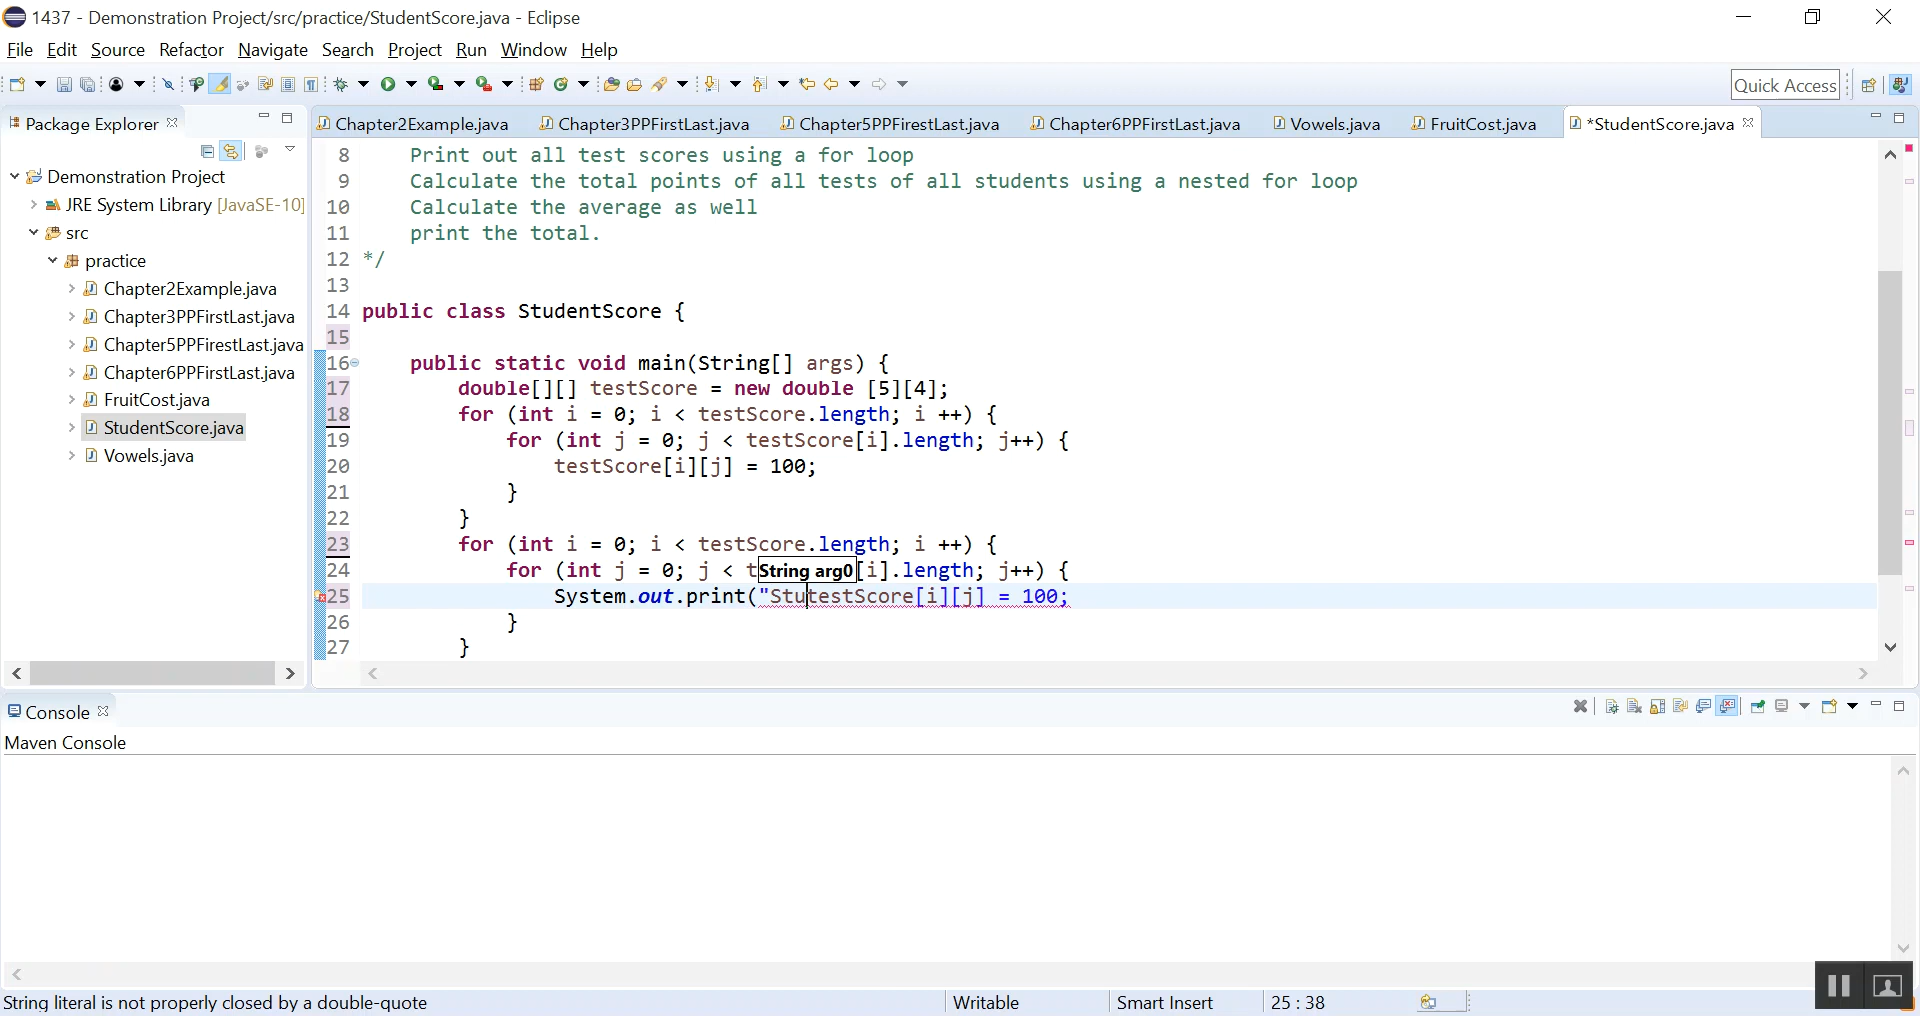 1437 - Demonstration Project/src/practice/StudentScore.java - Eclipse
File Edit Source Refactor Navigate Search Project Run Window Help
Quick Access
Package Explorer
Chapter2Example.java Chapter3PPFirstLast.java Chapter5PPFirestLast.java Chapter6PPFirstLast.java Vowels.java FruitCost.java *StudentScore.java
Demonstration Project
JRE System Library [JavaSE-10]
src
practice
Chapter2Example.java
Chapter3PPFirstLast.java
Chapter5PPFirestLast.java
Chapter6PPFirstLast.java
FruitCost.java
StudentScore.java
Vowels.java
8 Print out all test scores using a for loop
9 Calculate the total points of all tests of all students using a nested for loop
10 Calculate the average as well
11 print the total.
12 */
13
14 public class StudentScore {
15
16 public static void main(String[] args) {
17 double[][] testScore = new double [5][4];
18 for (int i = 0; i < testScore.length; i ++) {
19 for (int j = 0; j < testScore[i].length; j++) {
20 testScore[i][j] = 100;
21 }
22 }
23 for (int i = 0; i < testScore.length; i ++) {
24 for (int j = 0; j < t String arg0 [i].length; j++) {
25 System.out.print("StutestScore[i][j] = 100;
26 }
27 }
Console
Maven Console
String literal is not properly closed by a double-quote Writable Smart Insert 25 : 38